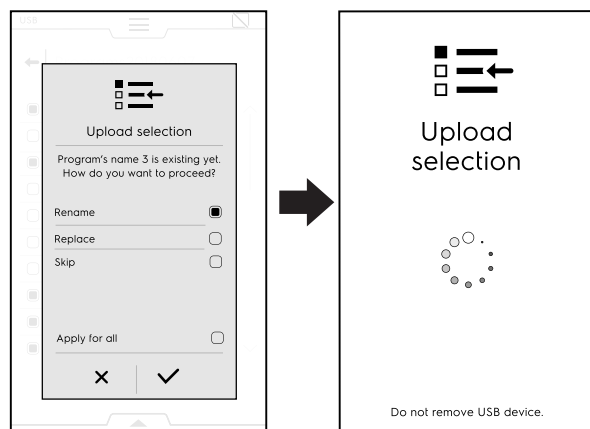 USB
Upload selection
Program's name 3 is existing yet.
How do you want to proceed?
Rename
Replace
Skip
Apply for all
Upload
selection
Do not remove USB device.